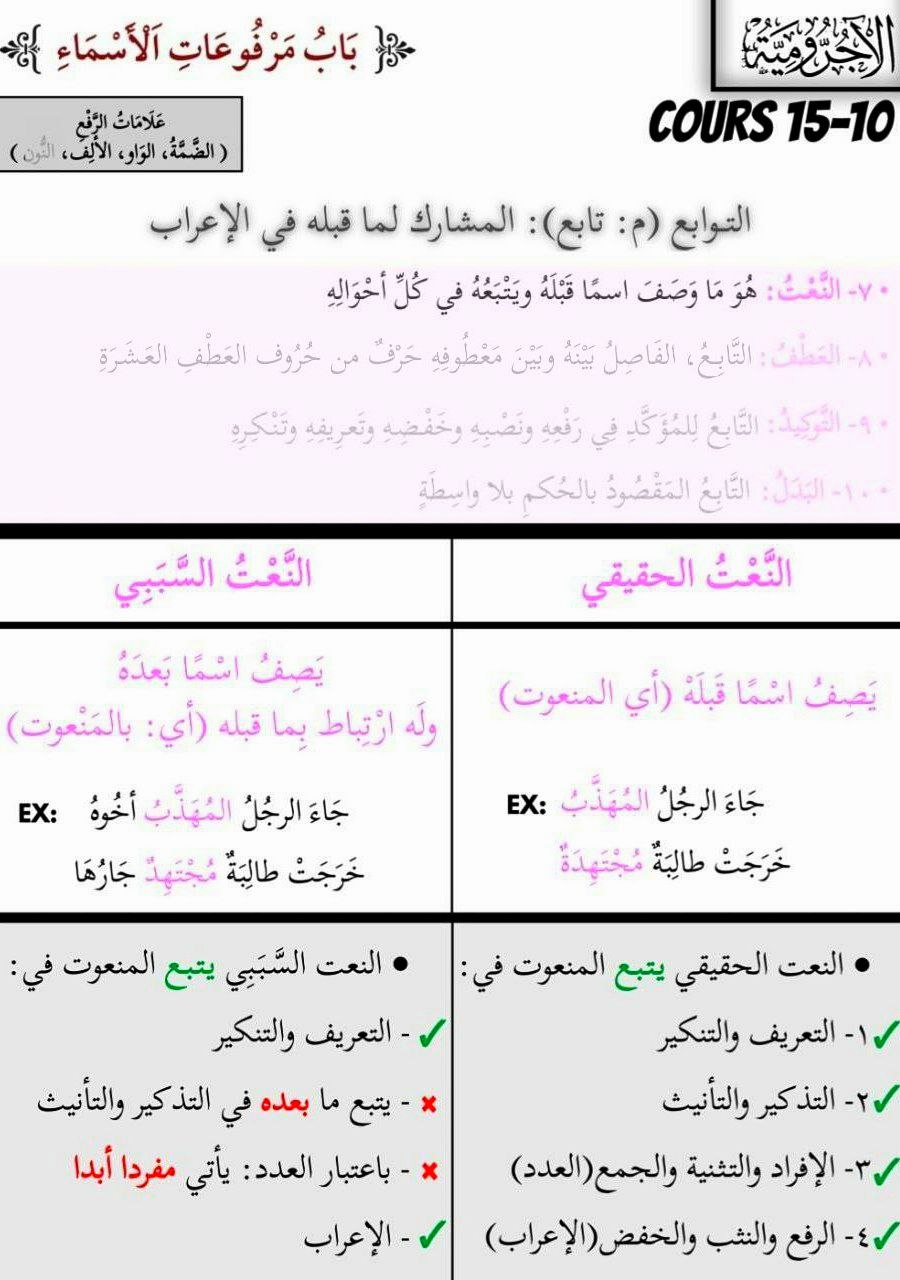 الآجُرُّومِيَّة
بَابُ مَرْفُوعَاتِ اَلْأَسْمَاءِ
COURS 15-10
عَلَامَاتُ الرَّفْعِ
( الضَّمَّةُ، الوَاو، الألِف، النُّون )
التوابع (م: تابع): المشارك لما قبله في الإعراب
• ٧- النَّعْتُ: هُوَ مَا وَصَفَ اسمًا قَبْلَهُ ويَتْبَعُهُ في كُلِّ أحْوَالِهِ
• ٨- العَطْفُ: التَّابِعُ، الفَاصِلُ بَيْنَهُ وبَيْنَ مَعْطُوفِهِ حَرْفٌ من حُرُوف العَطْفِ العَشَرَةِ
• ٩- التَّوكِيدُ: التَّابِعُ لِلمُؤَكَّدِ فِي رَفْعِهِ ونَصْبِهِ وخَفْضِهِ وتَعرِيفِهِ وتَنْكِرِهِ
• ١٠- البَدَلُ: التَّابِعُ المَقْصُودُ بالحُكمِ بلا واسِطَةٍ
النَّعْتُ الحقيقي
يَصِفُ اسْمًا قَبلَهْ (أي المنعوت)
جَاءَ الرجُلُ المُهَذَّبُ EX:
خَرَجَتْ طالِبَةٌ مُجْتَهِدَةٌ
• النعت الحقيقي يتبع المنعوت في:
✓ ١- التعريف والتنكير
✓ ٢- التذكير والتأنيث
✓ ٣- الإفراد والتثنية والجمع(العدد)
✓ ٤- الرفع والنثب والخفض(الإعراب)
النَّعْتُ السَّبَبِي
يَصِفُ اسْمًا بَعدَهُ
ولَه ارْتِباط بِما قبله (أي: بالمَنْعوت)
جَاءَ الرجُلُ المُهَذَّبُ أخُوهُ EX:
خَرَجَتْ طالِبَةٌ مُجْتَهِدٌ جَارُهَا
• النعت السَّبَبِي يتبع المنعوت في:
✓ - التعريف والتنكير
✗ - يتبع ما بعده في التذكير والتأنيث
✗ - باعتبار العدد: يأتي مفردا أبدا
✓ - الإعراب